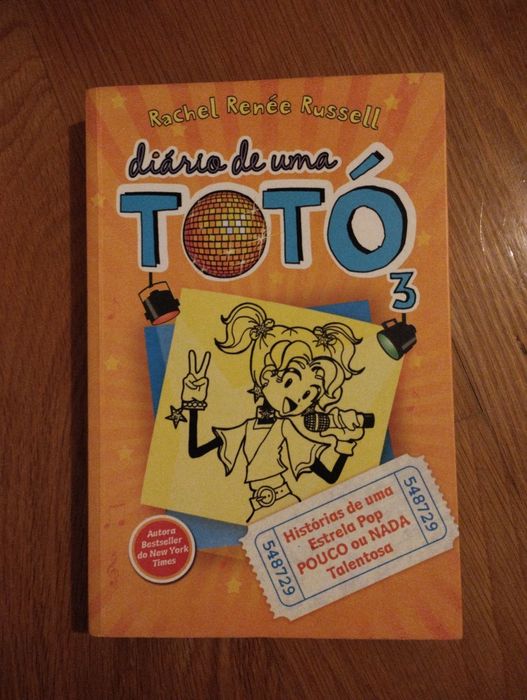 Rachel Renée Russell
diário de uma
TOTÓ
3
Histórias de uma
Estrela Pop
POUCO ou NADA
Talentosa
548729
548729
Autora
Bestseller
do New York
Times